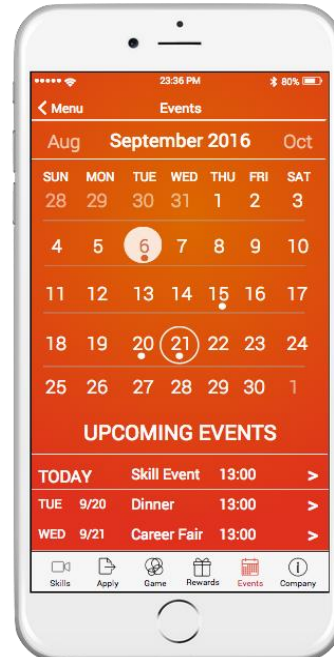 23:36 PM 80%
Menu Events
Aug September 2016 Oct
SUN MON TUE WED THU FRI SAT
28 29 30 31 1 2 3
4 5 6 7 8 9 10
11 12 13 14 15 16 17
18 19 20 21 22 23 24
25 26 27 28 29 30 1
UPCOMING EVENTS
TODAY Skill Event 13:00 >
TUE 9/20 Dinner 13:00 >
WED 9/21 Career Fair 13:00 >
Skills Apply Game Rewards Events Company